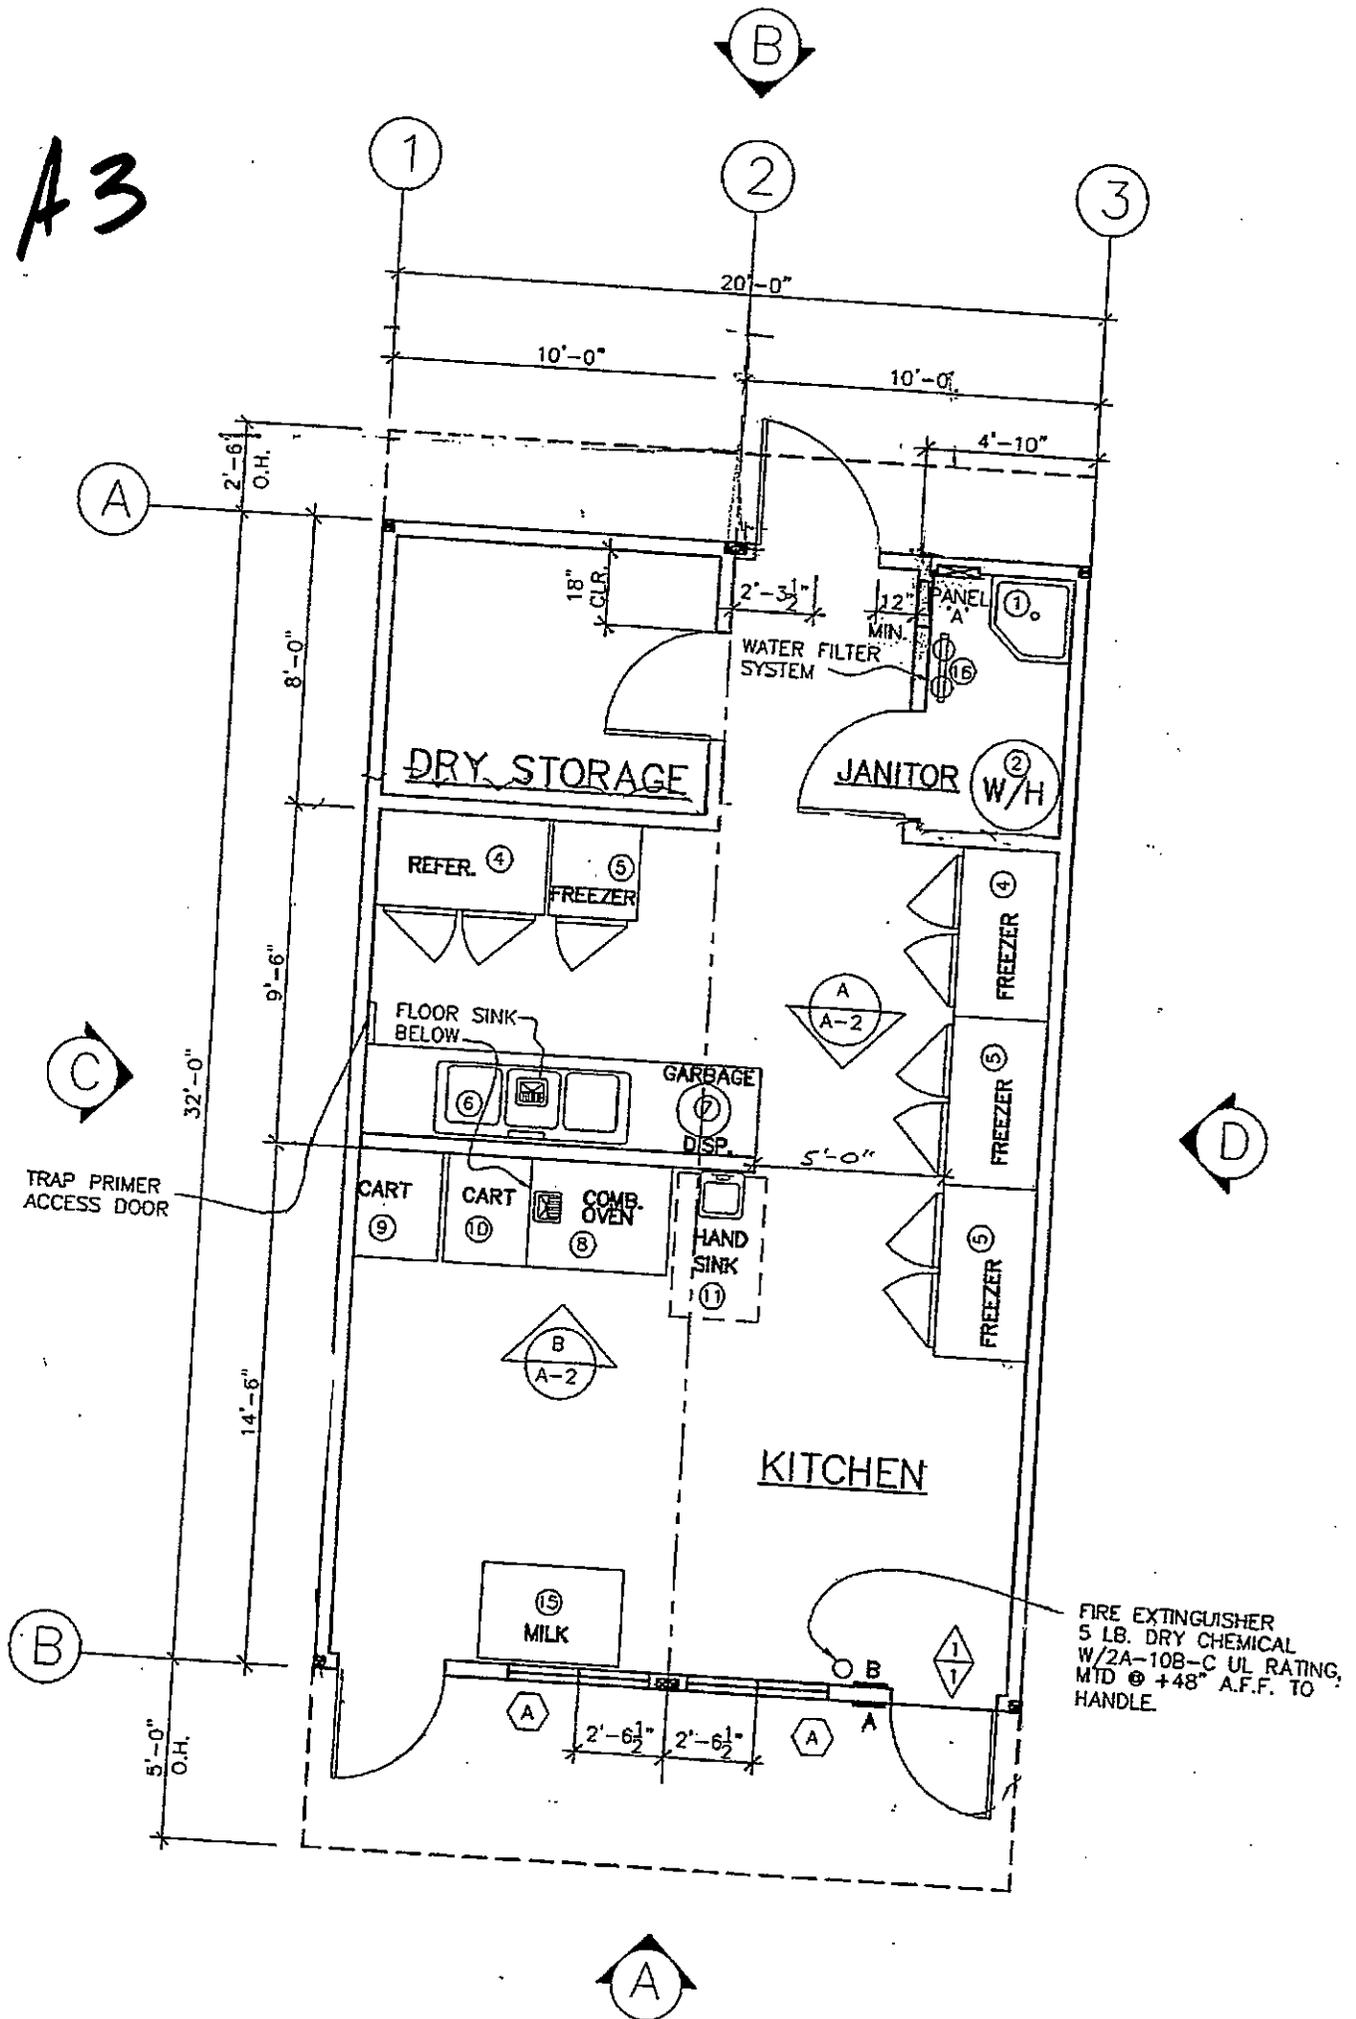 B
A3
1
2
3
20'-0"
10'-0"
10'-0"
4'-10"
2'-6"
O.H.
A
18"
CLR.
2'-3 1/2"
12"
MIN.
PANEL
'A'
1
WATER FILTER
SYSTEM
16
8'-0"
DRY STORAGE
JANITOR
2
W/H
REFER.
4
5
FREEZER
4
FREEZER
9'-6"
FLOOR SINK
BELOW
A
A-2
C
32'-0"
GARBAGE
6
7
DISP.
5
FREEZER
D
5'-0"
TRAP PRIMER
ACCESS DOOR
CART
9
CART
10
COMB.
OVEN
8
HAND
SINK
11
5
FREEZER
B
A-2
14'-6"
KITCHEN
15
MILK
B
FIRE EXTINGUISHER
5 LB. DRY CHEMICAL
W/2A-10B-C UL RATING,
MTD @ +48" A.F.F. TO
HANDLE.
B
1
1
A
A
A
2'-6 1/2"
2'-6 1/2"
5'-0"
O.H.
A